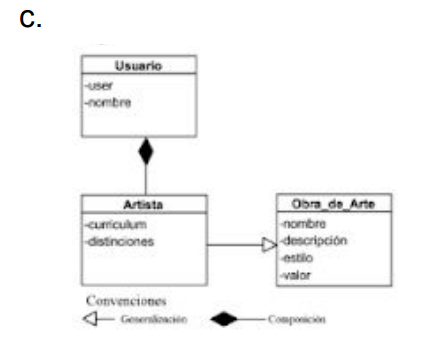 C.
Usuario
-user
-nombre
Artista
-curriculum
-distinciones
Obra_de_Arte
-nombre
-descripción
-estilo
-valor
Convenciones
Generalización
Composición